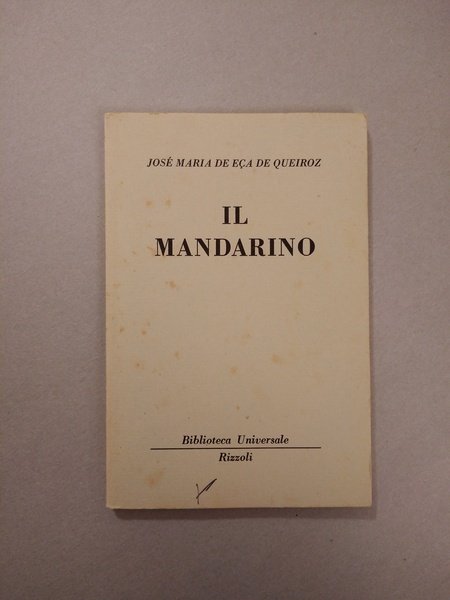 JOSÉ MARIA DE EÇA DE QUEIROZ
IL
MANDARINO
Biblioteca Universale
Rizzoli